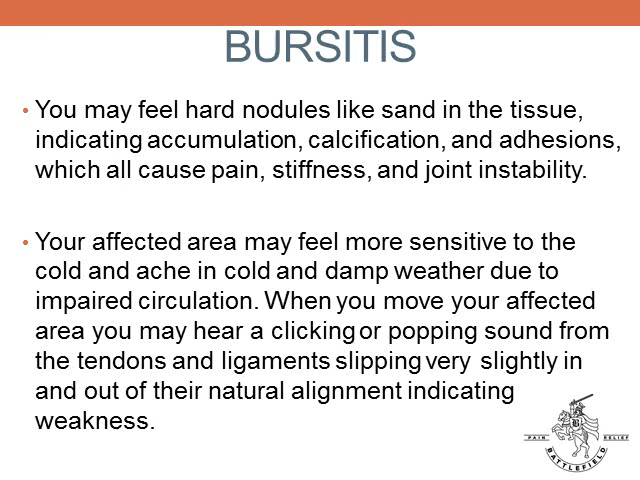 BURSITIS
• You may feel hard nodules like sand in the tissue,
indicating accumulation, calcification, and adhesions,
which all cause pain, stiffness, and joint instability.
• Your affected area may feel more sensitive to the
cold and ache in cold and damp weather due to
impaired circulation. When you move your affected
area you may hear a clicking or popping sound from
the tendons and ligaments slipping very slightly in
and out of their natural alignment indicating
weakness.
B
PAIN RELIEF
BATTLEFIELD